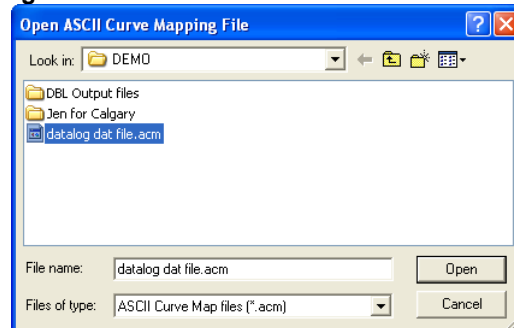 Open ASCII Curve Mapping File
Look in: DEMO
DBL Output files
Jen for Calgary
datalog dat file.acm
File name: datalog dat file.acm Open
Files of type: ASCII Curve Map files (*.acm) Cancel